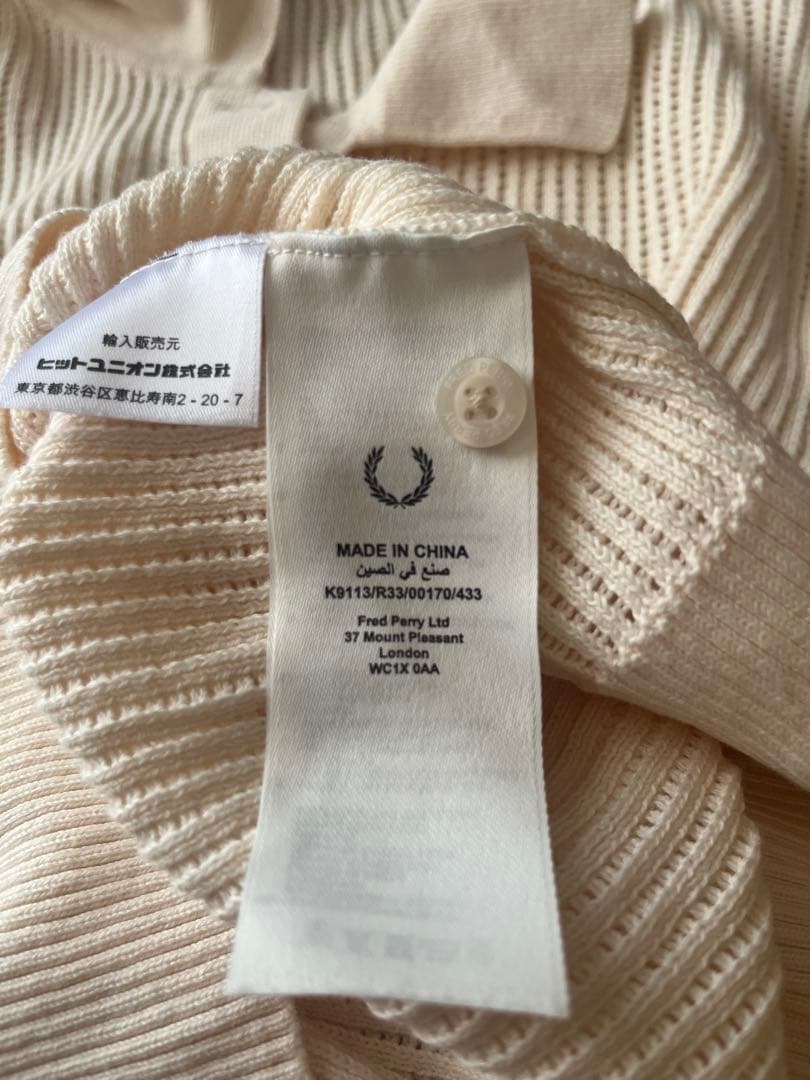 輸入販売元
ヒットユニオン株式会社
東京都渋谷区恵比寿南2-20-7
MADE IN CHINA
صنع في الصين
K9113/R33/00170/433
Fred Perry Ltd
37 Mount Pleasant
London
WC1X 0AA